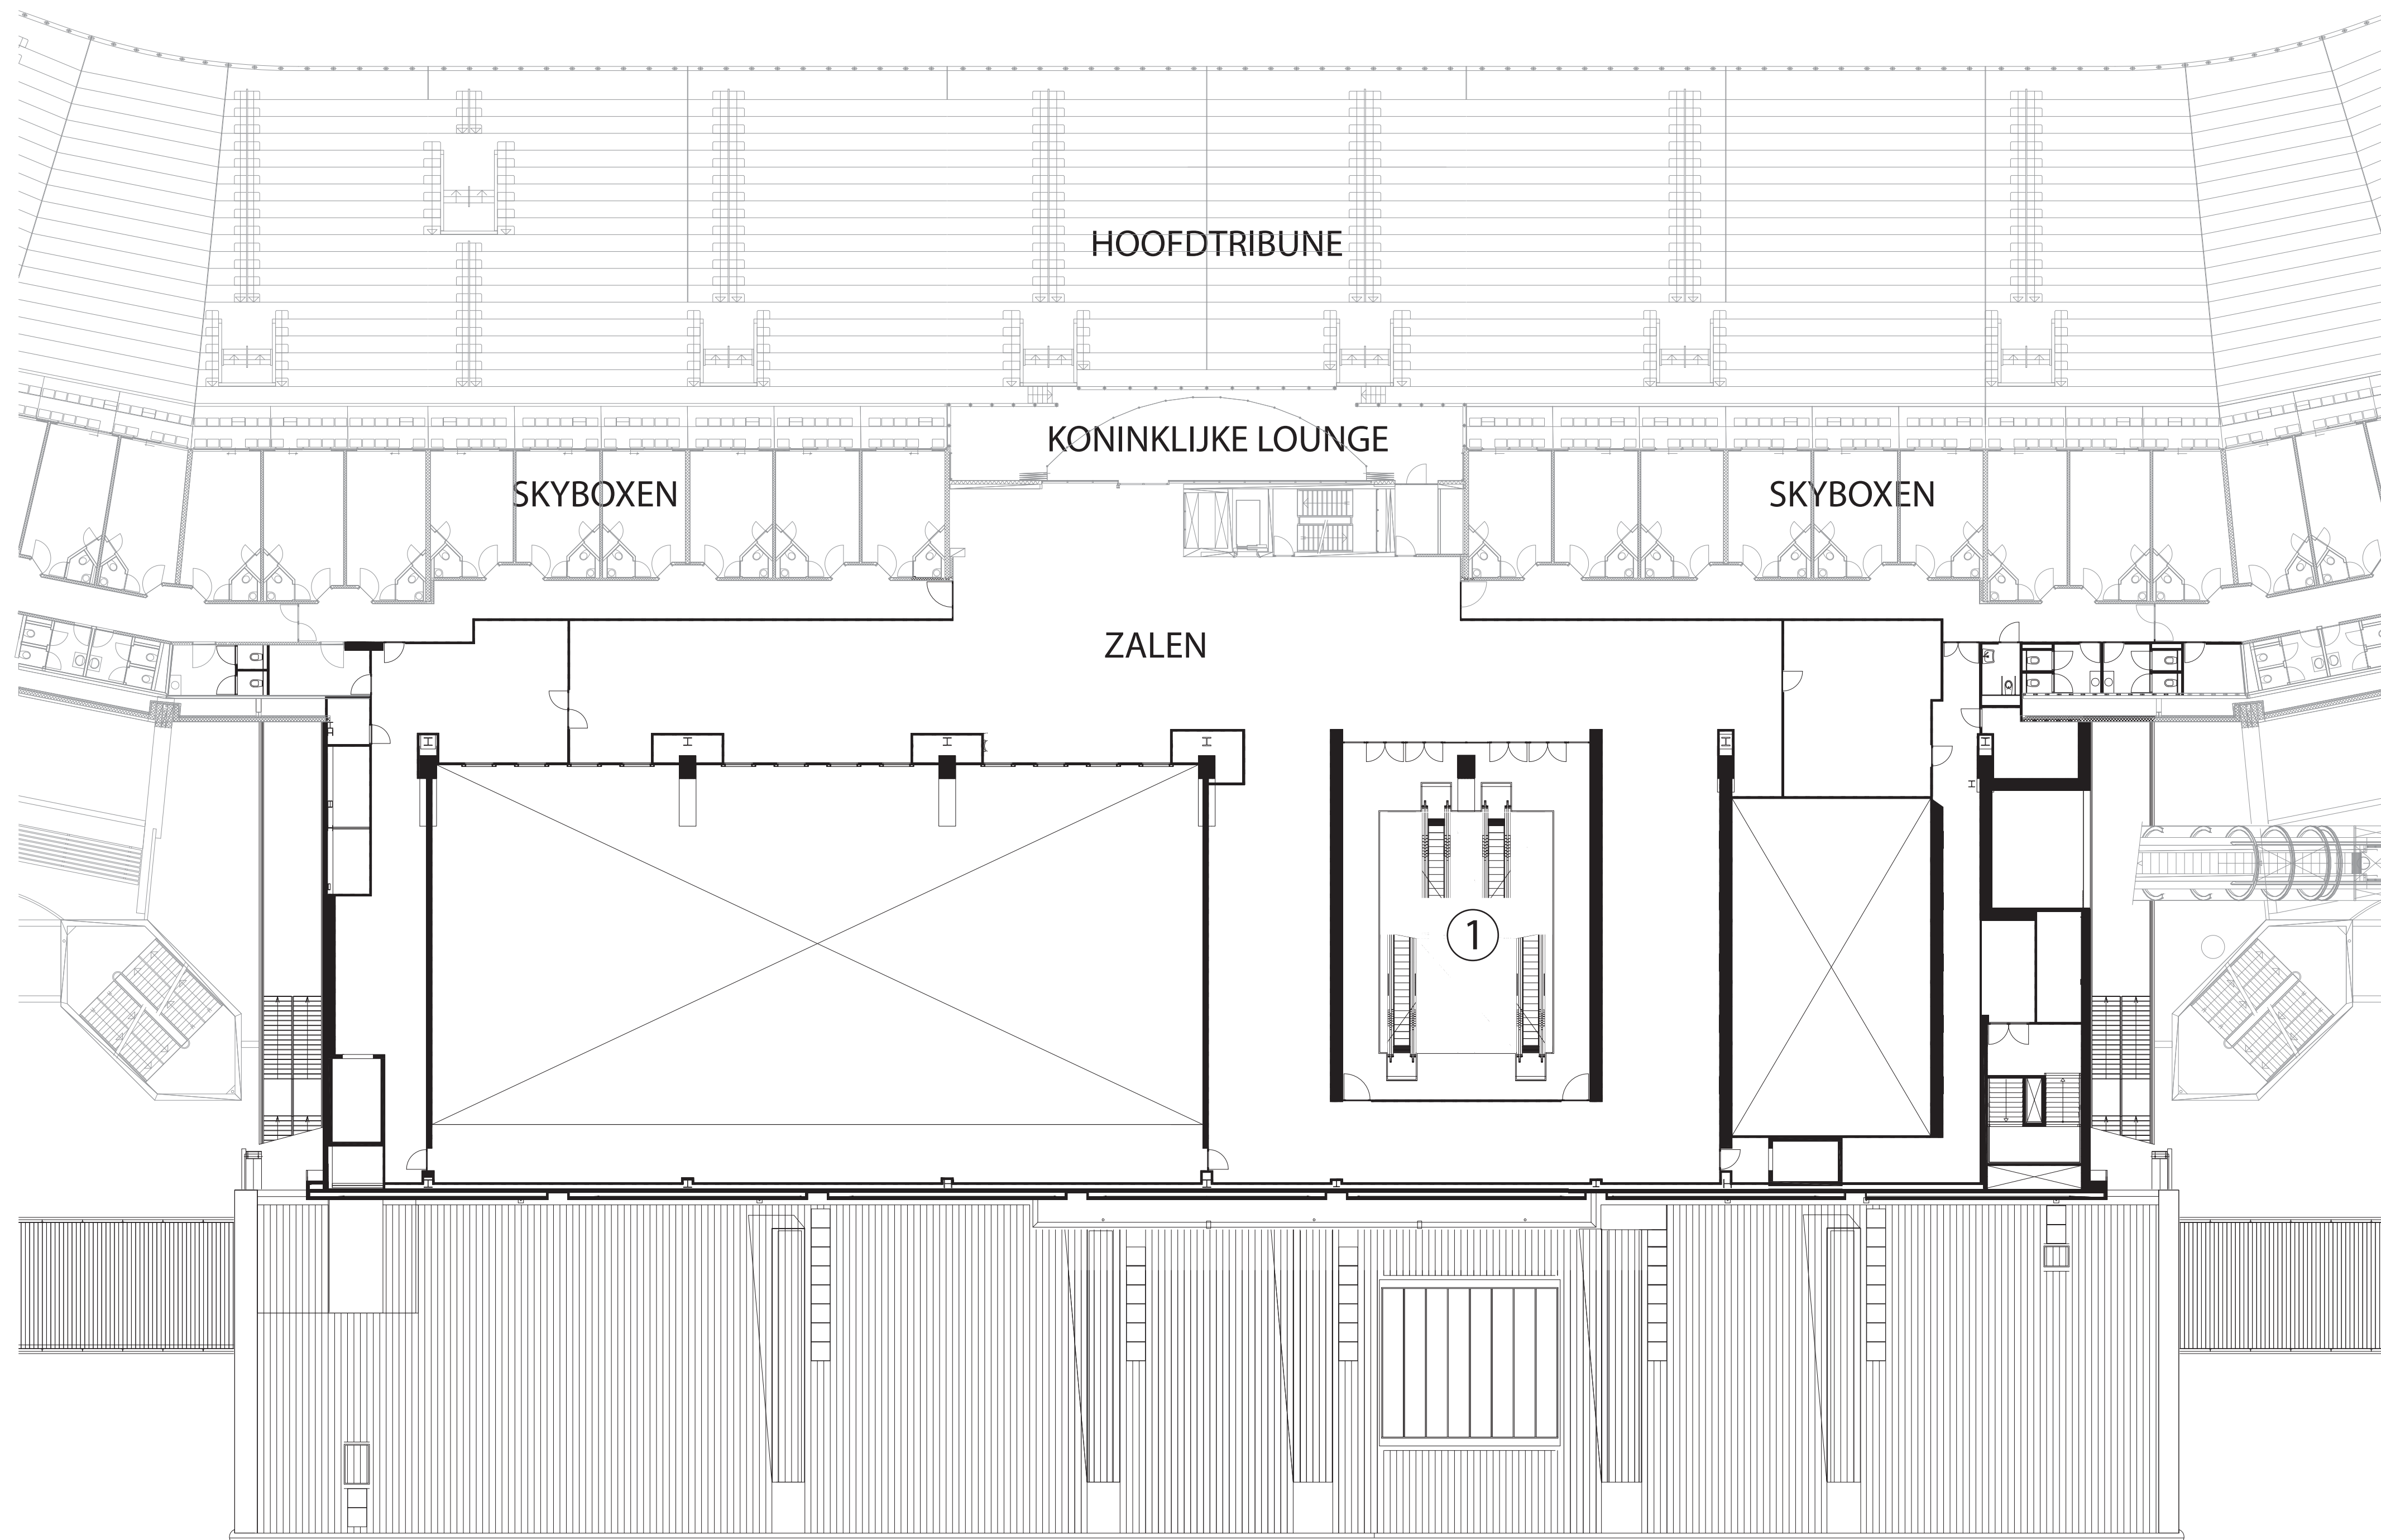 HOOFDTRIBUNE
KONINKLIJKE LOUNGE
SKYBOXEN
SKYBOXEN
ZALEN
1